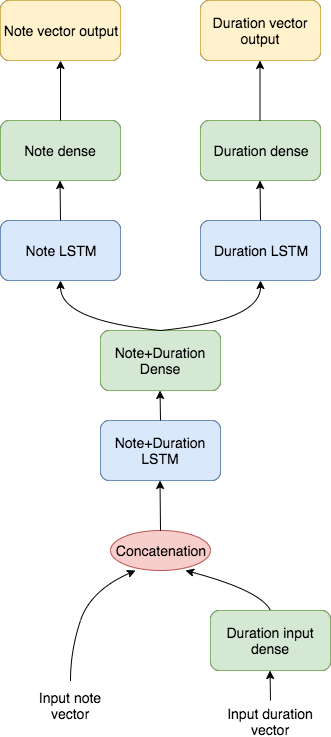 Note vector output
Duration vector
output
Note dense
Duration dense
Note LSTM
Duration LSTM
Note+Duration
Dense
Note+Duration
LSTM
Concatenation
Duration input
dense
Input note
vector
Input duration
vector